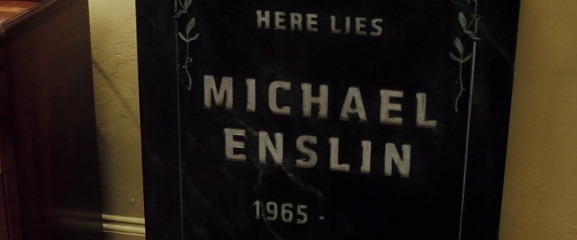 HERE LIES
MICHAEL
ENSLIN
1965 -